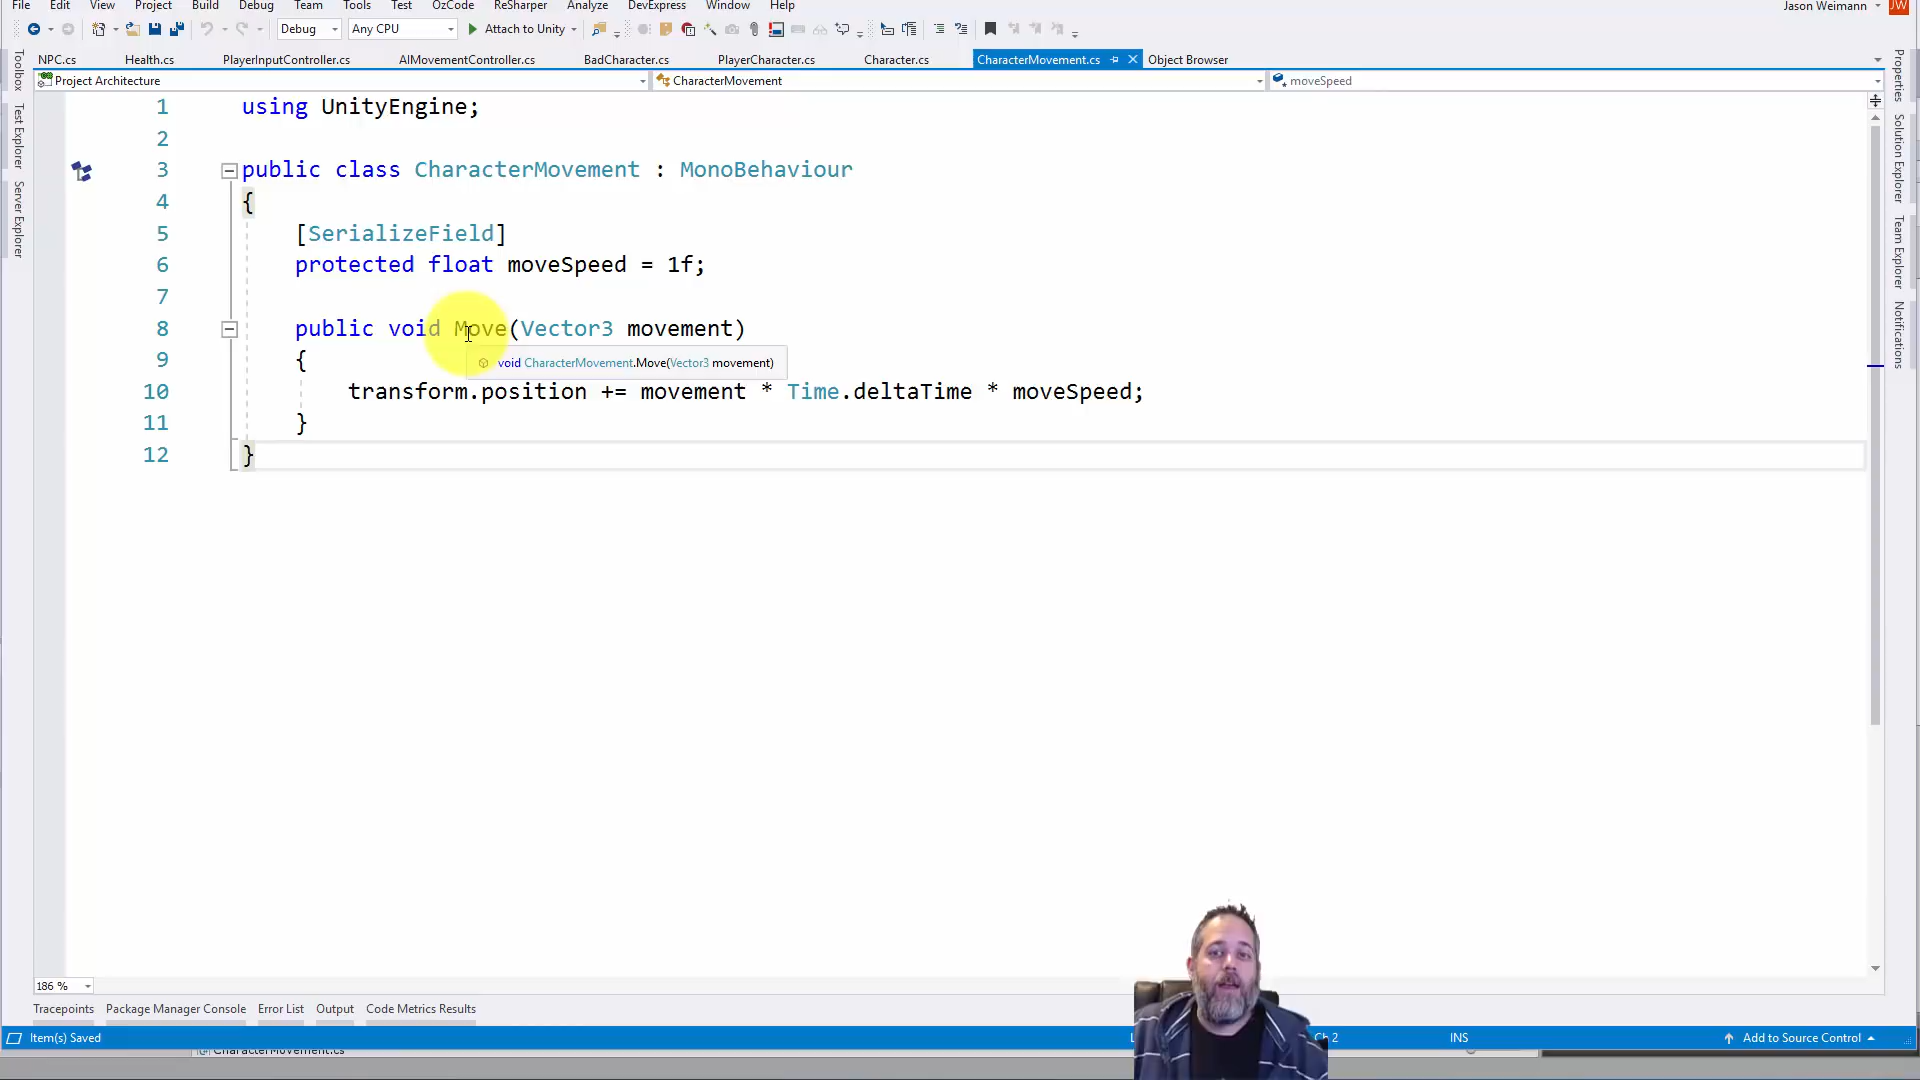 File Edit View Project Build Debug Team Tools Test OzCode ReSharper Analyze DevExpress Window Help Jason Weimann JW
Debug Any CPU Attach to Unity
NPC.cs Health.cs PlayerInputController.cs AIMovementController.cs BadCharacter.cs PlayerCharacter.cs Character.cs CharacterMovement.cs Object Browser
Project Architecture CharacterMovement moveSpeed
Toolbox
Test Explorer
Server Explorer
1 using UnityEngine;
2
3 public class CharacterMovement : MonoBehaviour
4 {
5 [SerializeField]
6 protected float moveSpeed = 1f;
7
8 public void Move(Vector3 movement)
9 {
void CharacterMovement.Move(Vector3 movement)
10 transform.position += movement * Time.deltaTime * moveSpeed;
11 }
12 }
Properties
Solution Explorer
Team Explorer
Notifications
186 %
Tracepoints Package Manager Console Error List Output Code Metrics Results
Item(s) Saved Ch 2 INS Add to Source Control
CharacterMovement.cs